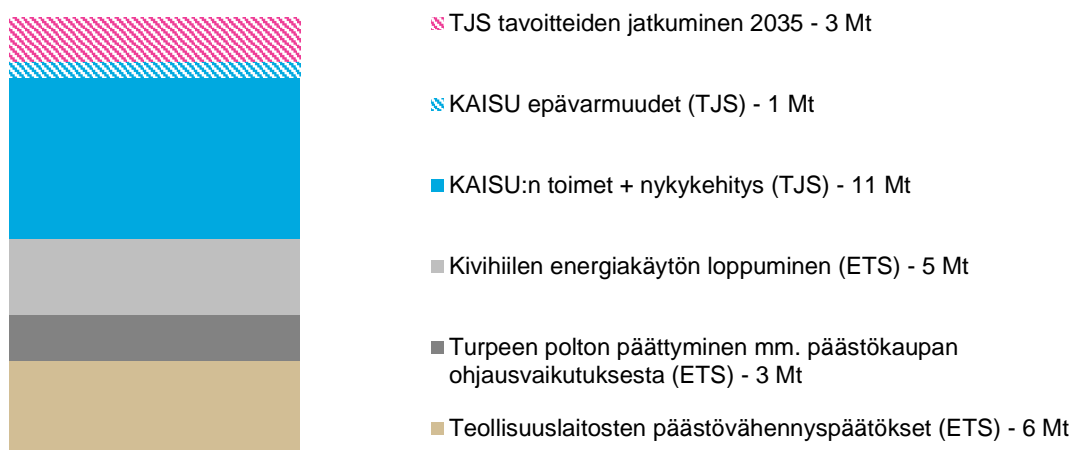 TJS tavoitteiden jatkuminen 2035 - 3 Mt
KAISU epävarmuudet (TJS) - 1 Mt
KAISU:n toimet + nykykehitys (TJS) - 11 Mt
Kivihiilen energiakäytön loppuminen (ETS) - 5 Mt
Turpeen polton päättyminen mm. päästökaupan
ohjausvaikutuksesta (ETS) - 3 Mt
Teollisuuslaitosten päästövähennyspäätökset (ETS) - 6 Mt